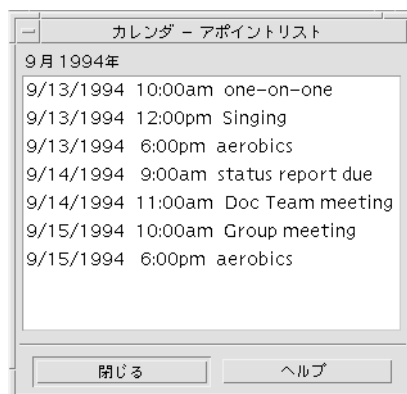 カレンダ – アポイントリスト
9月 1994年
9/13/1994 10:00am one–on–one
9/13/1994 12:00pm Singing
9/13/1994 6:00pm aerobics
9/14/1994 9:00am status report due
9/14/1994 11:00am Doc Team meeting
9/15/1994 10:00am Group meeting
9/15/1994 6:00pm aerobics
閉じる ヘルプ